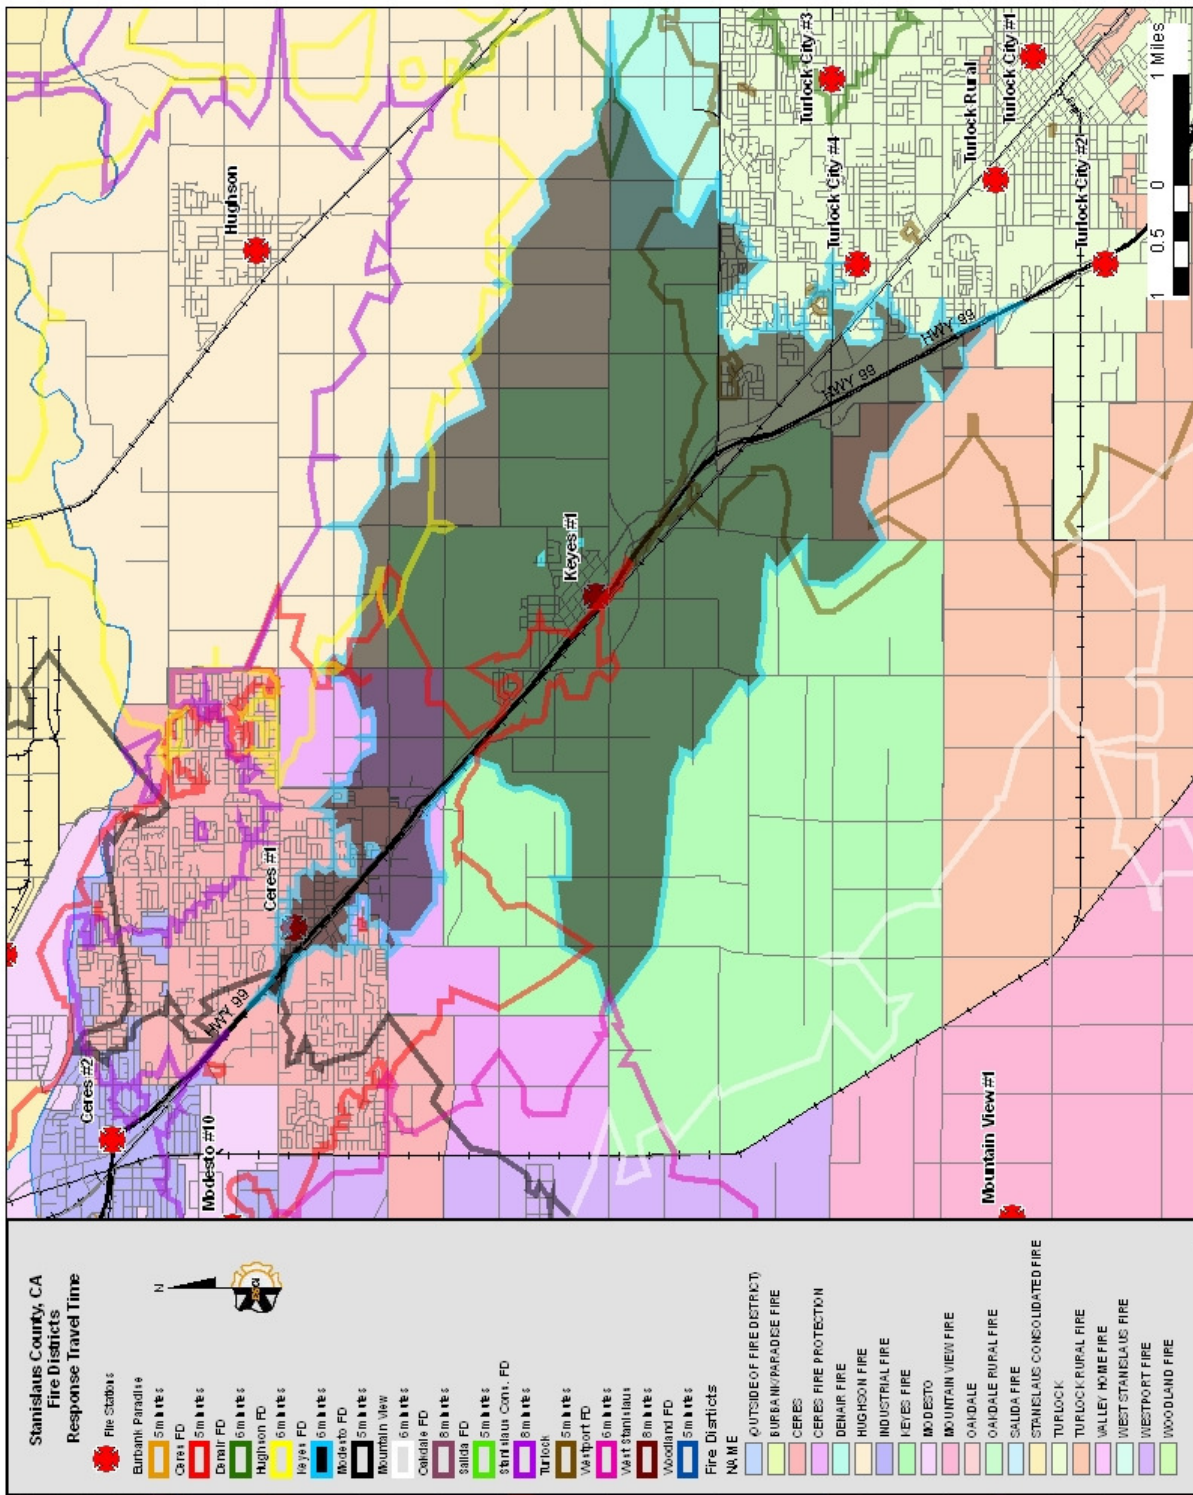 Stanislaus County, CA
Fire Districts
Response Travel Time
N
Fire Stations
Burbank Paradise
5 minutes
Ceres FD
5 minutes
Denair FD
6 minutes
Hughson FD
6 minutes
Keyes FD
6 minutes
Modesto FD
5 minutes
Mountain View
6 minutes
Oakdale FD
8 minutes
Salida FD
5 minutes
Stanislaus Cons. FD
5 minutes
Turlock
5 minutes
Westport FD
6 minutes
West Stanislaus
8 minutes
Woodland FD
5 minutes
Fire Districts
NAME
(OUTSIDE OF FIRE DISTRICT)
BURBANK/PARADISE FIRE
CERES
CERES FIRE PROTECTION
DENAIR FIRE
HUGHSON FIRE
INDUSTRIAL FIRE
KEYES FIRE
MODESTO
MOUNTAIN VIEW FIRE
OAKDALE
OAKDALE RURAL FIRE
SALIDA FIRE
STANISLAUS CONSOLIDATED FIRE
TURLOCK
TURLOCK RURAL FIRE
VALLEY HOME FIRE
WEST STANISLAUS FIRE
WESTPORT FIRE
WOODLAND FIRE
Ceres #2
Modesto #10
Mountain View #1
HWY 99
Ceres #1
Hughson
Keyes #1
HWY 99
HWY 99
Turlock City #3
Turlock City #4
Turlock Rural
Turlock City #1
Turlock City #2
1 0.5 0 1 Miles